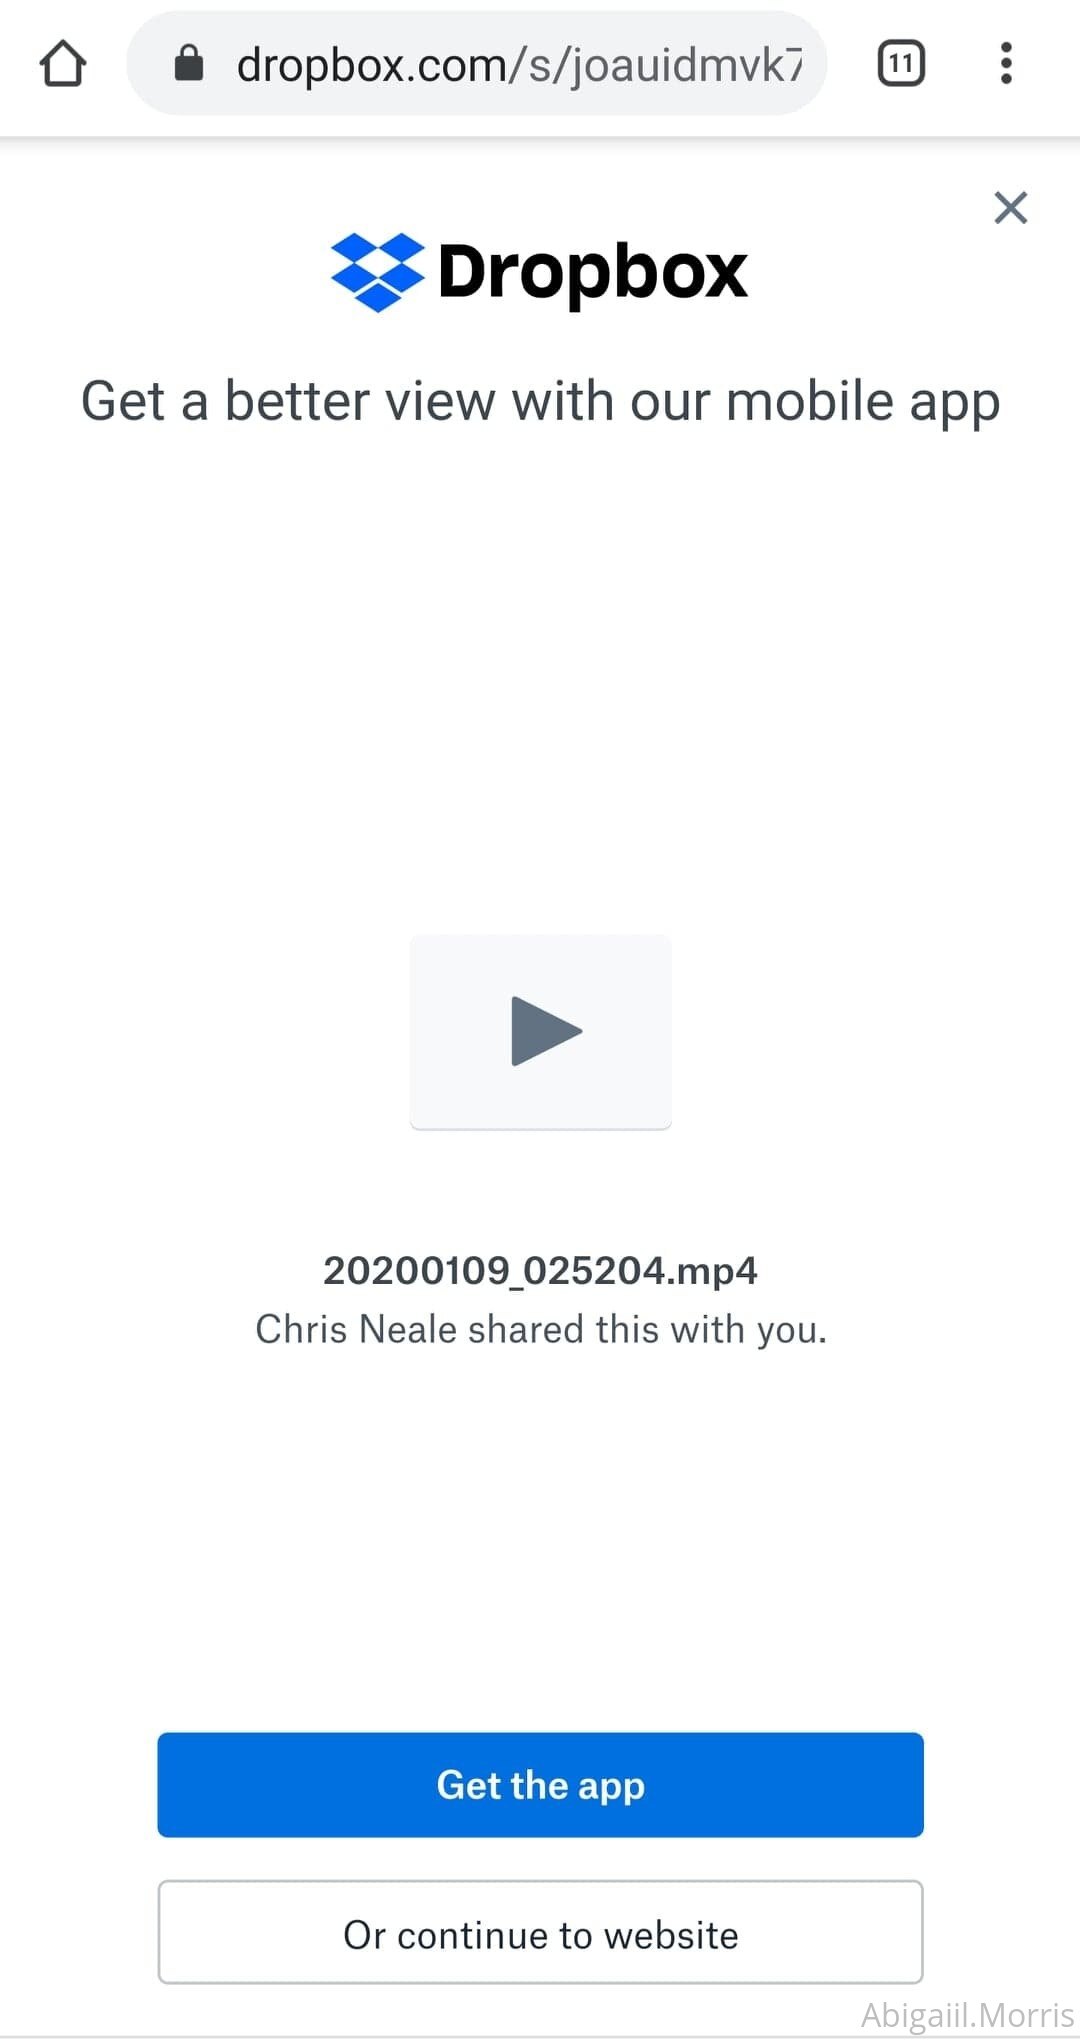 dropbox.com/s/joauidmvk7
11
Dropbox
Get a better view with our mobile app
20200109_025204.mp4
Chris Neale shared this with you.
Get the app
Or continue to website
Abigaiil.Morris